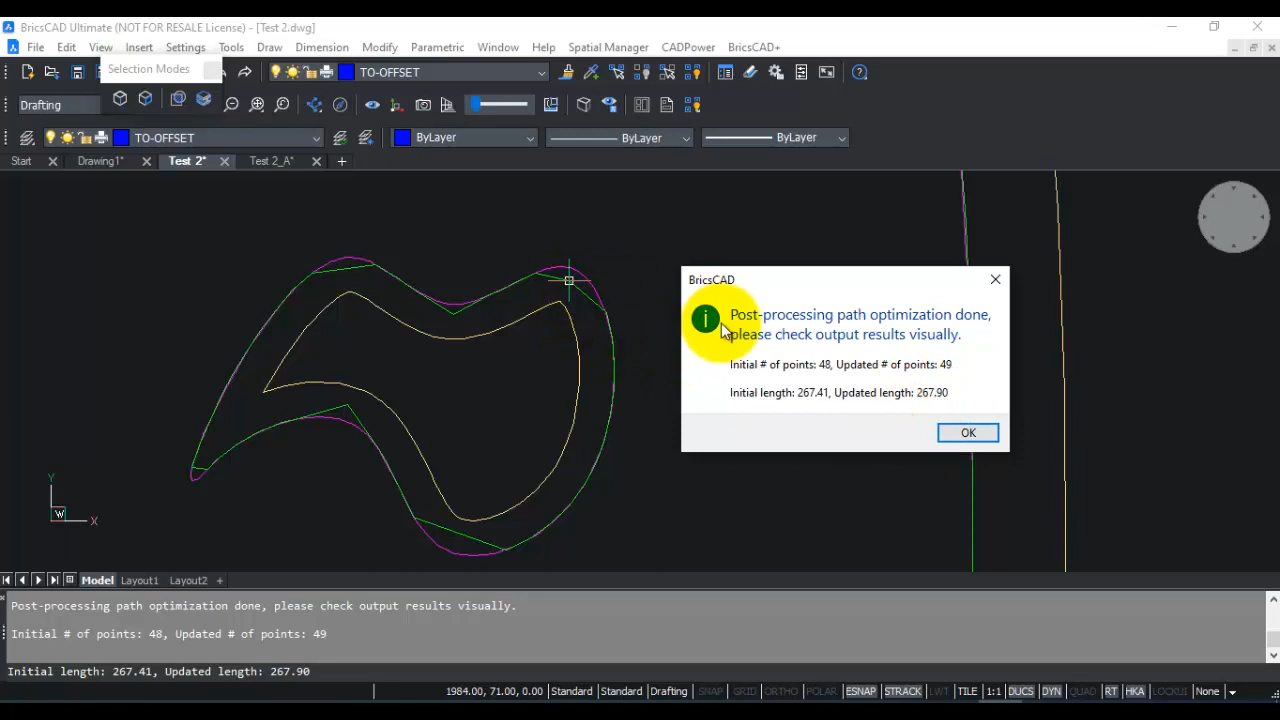 BricsCAD Ultimate (NOT FOR RESALE License) - [Test 2.dwg]
File Edit View Insert Settings Tools Draw Dimension Modify Parametric Window Help Spatial Manager CADPower BricsCAD+
Selection Modes
TO-OFFSET
Drafting
TO-OFFSET
ByLayer
ByLayer
ByLayer
Start Drawing1* Test 2* Test 2_A*
BricsCAD
Post-processing path optimization done,
please check output results visually.
Initial # of points: 48, Updated # of points: 49
Initial length: 267.41, Updated length: 267.90
OK
Y
W
X
Model Layout1 Layout2
Post-processing path optimization done, please check output results visually.
Initial # of points: 48, Updated # of points: 49
Initial length: 267.41, Updated length: 267.90
1984.00, 71.00, 0.00 Standard Standard Drafting SNAP GRID ORTHO POLAR ESNAP STRACK LWT TILE 1:1 DUCS DYN QUAD RT HKA LOCKUI None